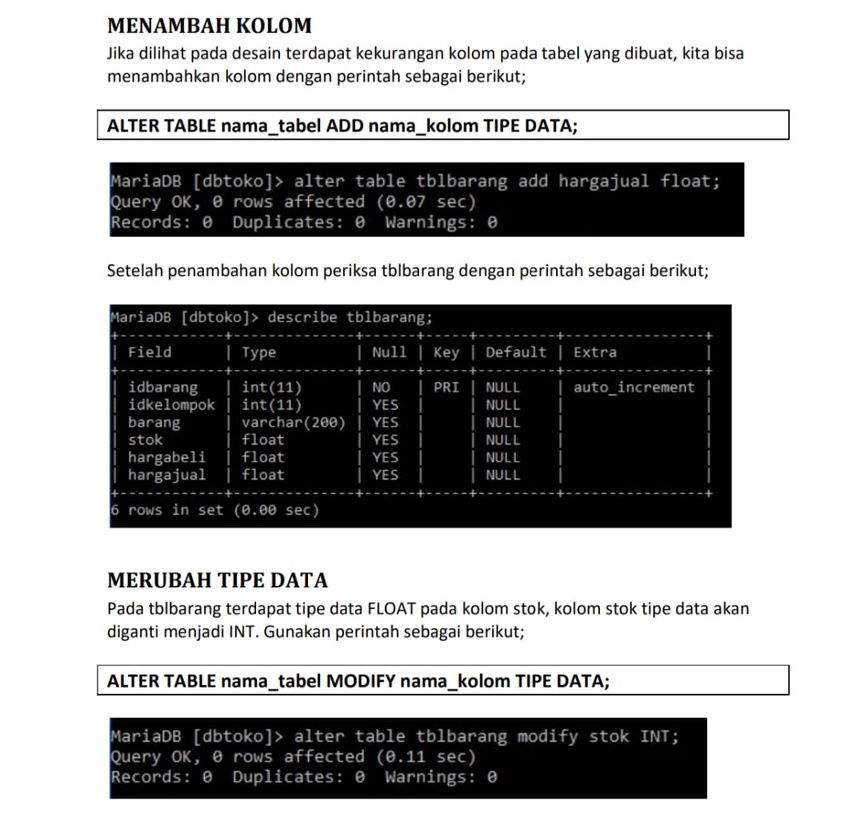 MENAMBAH KOLOM
Jika dilihat pada desain terdapat kekurangan kolom pada tabel yang dibuat, kita bisa
menambahkan kolom dengan perintah sebagai berikut;
ALTER TABLE nama_tabel ADD nama_kolom TIPE DATA;
MariaDB [dbtoko]> alter table tblbarang add hargajual float;
Query OK, 0 rows affected (0.07 sec)
Records: 0  Duplicates: 0  Warnings: 0
Setelah penambahan kolom periksa tblbarang dengan perintah sebagai berikut;
MariaDB [dbtoko]> describe tblbarang;
+------------+--------------+------+-----+---------+----------------+
| Field      | Type         | Null | Key | Default | Extra          |
+------------+--------------+------+-----+---------+----------------+
| idbarang   | int(11)      | NO   | PRI | NULL    | auto_increment |
| idkelompok | int(11)      | YES  |     | NULL    |                |
| barang     | varchar(200) | YES  |     | NULL    |                |
| stok       | float        | YES  |     | NULL    |                |
| hargabeli  | float        | YES  |     | NULL    |                |
| hargajual  | float        | YES  |     | NULL    |                |
+------------+--------------+------+-----+---------+----------------+
6 rows in set (0.00 sec)
MERUBAH TIPE DATA
Pada tblbarang terdapat tipe data FLOAT pada kolom stok, kolom stok tipe data akan
diganti menjadi INT. Gunakan perintah sebagai berikut;
ALTER TABLE nama_tabel MODIFY nama_kolom TIPE DATA;
MariaDB [dbtoko]> alter table tblbarang modify stok INT;
Query OK, 0 rows affected (0.11 sec)
Records: 0  Duplicates: 0  Warnings: 0